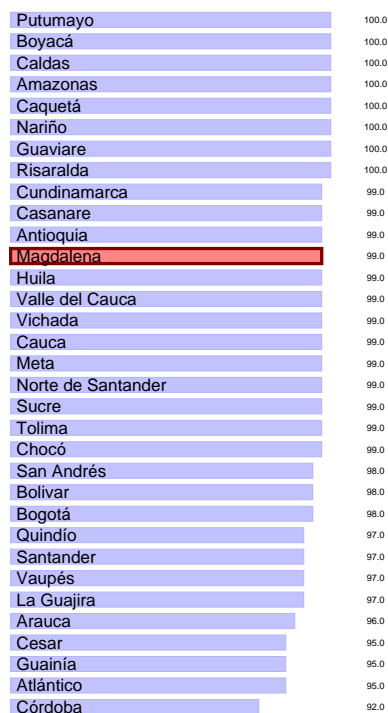 Putumayo 100.0
Boyacá 100.0
Caldas 100.0
Amazonas 100.0
Caquetá 100.0
Nariño 100.0
Guaviare 100.0
Risaralda 100.0
Cundinamarca 99.0
Casanare 99.0
Antioquia 99.0
Magdalena 99.0
Huila 99.0
Valle del Cauca 99.0
Vichada 99.0
Cauca 99.0
Meta 99.0
Norte de Santander 99.0
Sucre 99.0
Tolima 99.0
Chocó 99.0
San Andrés 98.0
Bolivar 98.0
Bogotá 98.0
Quindío 97.0
Santander 97.0
Vaupés 97.0
La Guajira 97.0
Arauca 96.0
Cesar 95.0
Guainía 95.0
Atlántico 95.0
Córdoba 92.0